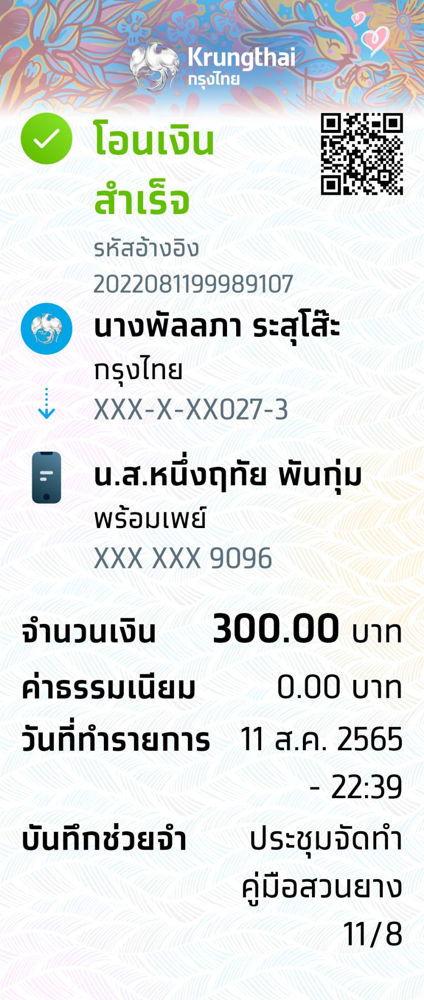 Krungthai
กรุงไทย
โอนเงิน
สำเร็จ
รหัสอ้างอิง
2022081199989107
นางพัลลภา ระสุโส๊ะ
กรุงไทย
XXX-X-XX027-3
น.ส.หนึ่งฤทัย พันกุ่ม
พร้อมเพย์
XXX XXX 9096
จำนวนเงิน 300.00 บาท
ค่าธรรมเนียม 0.00 บาท
วันที่ทำรายการ 11 ส.ค. 2565
- 22:39
บันทึกช่วยจำ ประชุมจัดทำ
คู่มือสวนยาง
11/8